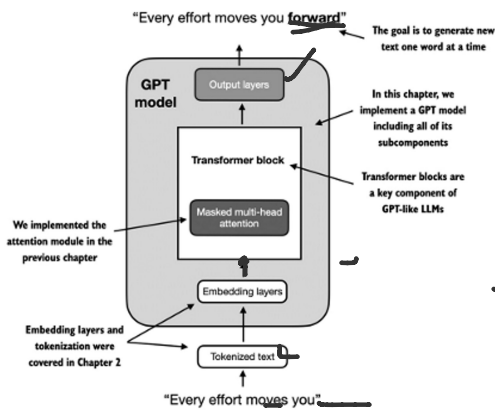 "Every effort moves you forward"
The goal is to generate new
text one word at a time
GPT
model
Output layers
In this chapter, we
implement a GPT model
including all of its
subcomponents
Transformer block
Transformer blocks are
a key component of
GPT-like LLMs
Masked multi-head
attention
We implemented the
attention module in the
previous chapter
Embedding layers
Embedding layers and
tokenization were
covered in Chapter 2
Tokenized text
"Every effort moves you"